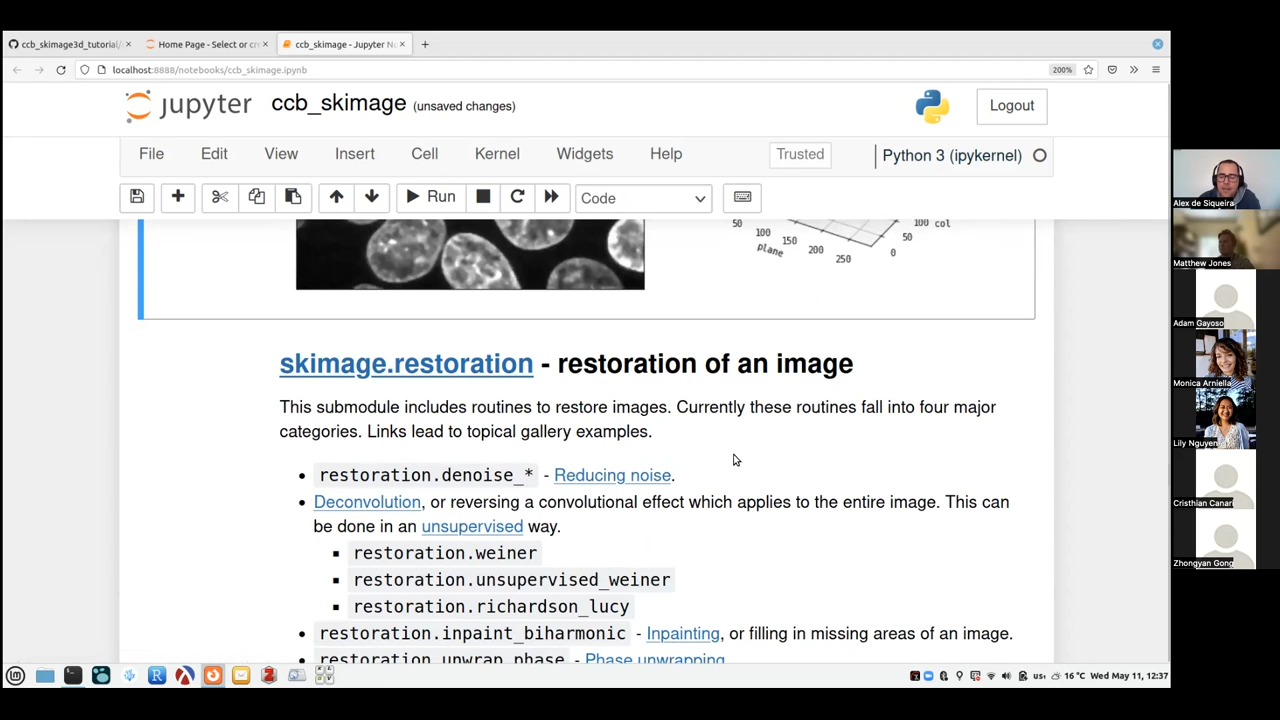 ccb_skimage3d_tutorial/
Home Page - Select or cre
ccb_skimage - Jupyter No
localhost:8888/notebooks/ccb_skimage.ipynb
200%
jupyter ccb_skimage (unsaved changes)
Logout
File Edit View Insert Cell Kernel Widgets Help
Trusted
Python 3 (ipykernel)
Run
Code
50
100
150
200
250
plane
100 col
50
0
skimage.restoration - restoration of an image
This submodule includes routines to restore images. Currently these routines fall into four major
categories. Links lead to topical gallery examples.
restoration.denoise_* - Reducing noise.
Deconvolution, or reversing a convolutional effect which applies to the entire image. This can
be done in an unsupervised way.
restoration.weiner
restoration.unsupervised_weiner
restoration.richardson_lucy
restoration.inpaint_biharmonic - Inpainting, or filling in missing areas of an image.
restoration.unwrap_phase - Phase unwrapping
16 °C Wed May 11, 12:37
Alex de Siqueira
Matthew Jones
Adam Gayoso
Monica Arniella
Lily Nguyen
Cristhian Canar
Zhongyan Gong